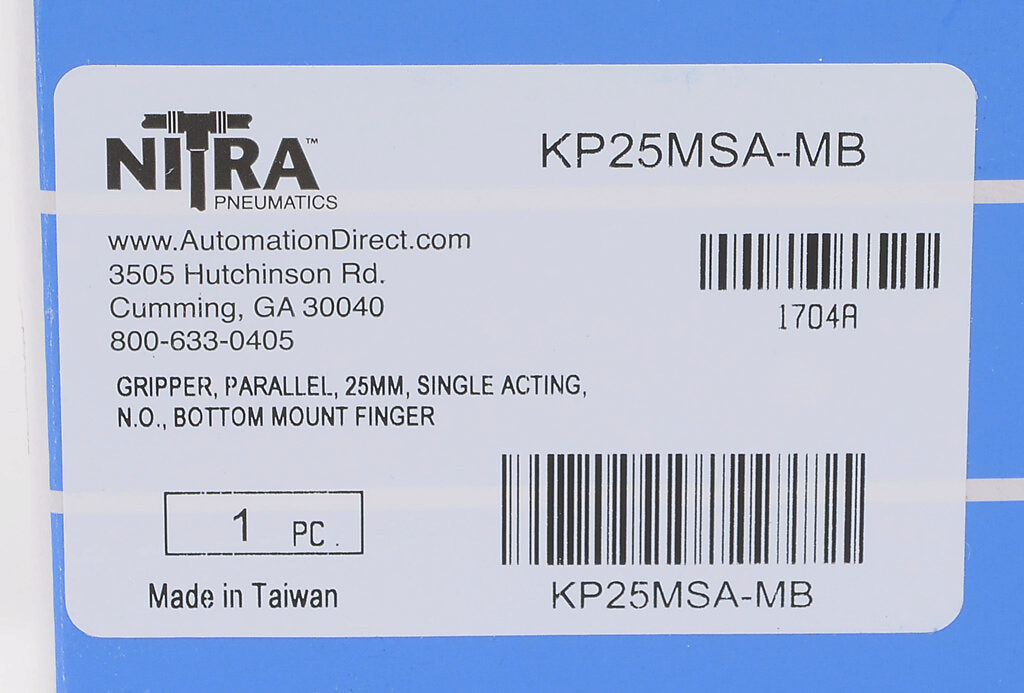 NITRA™
PNEUMATICS
KP25MSA-MB
www.AutomationDirect.com
3505 Hutchinson Rd.
Cumming, GA 30040
800-633-0405
1704A
GRIPPER, PARALLEL, 25MM, SINGLE ACTING,
N.O., BOTTOM MOUNT FINGER
1 PC.
Made in Taiwan
KP25MSA-MB